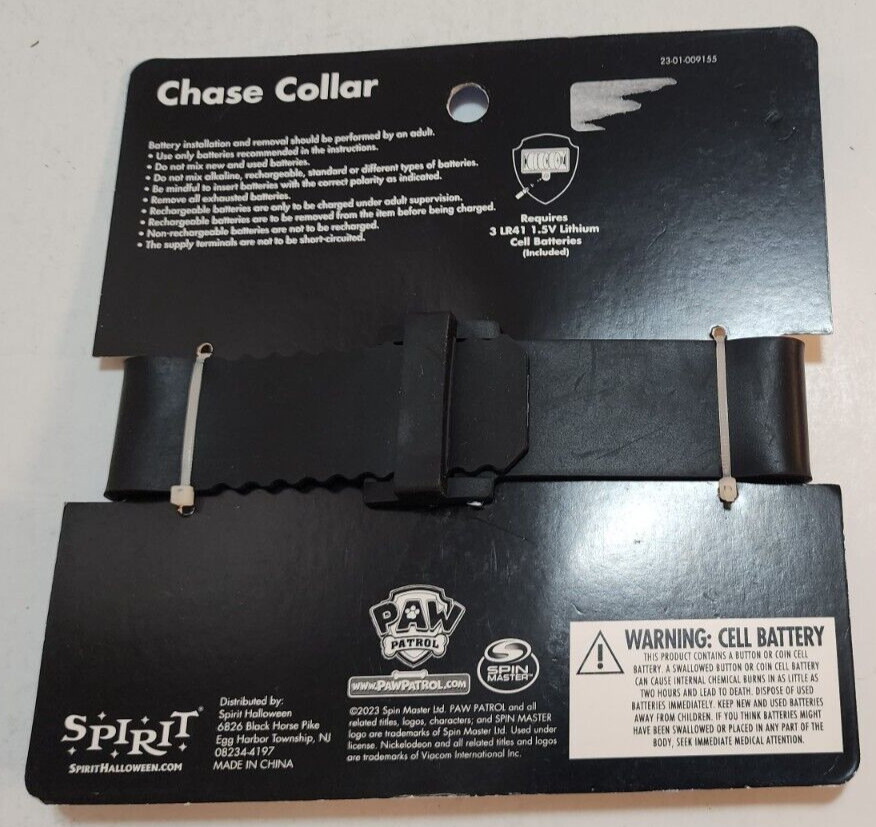 Chase Collar
23-01-009155
Battery installation and removal should be performed by an adult.
• Use only batteries recommended in the instructions.
• Do not mix new and used batteries.
• Do not mix alkaline, rechargeable, standard or different types of batteries.
• Be mindful to insert batteries with the correct polarity as indicated.
• Remove all exhausted batteries.
• Rechargeable batteries are only to be charged under adult supervision.
• Rechargeable batteries are to be removed from the item before being charged.
• Non-rechargeable batteries are not to be recharged.
• The supply terminals are not to be short-circuited.
Requires
3 LR41 1.5V Lithium
Cell Batteries
(Included)
PAW
PATROL
www.PawPatrol.com
SPIN
MASTER™
SPIRIT®
SPIRITHALLOWEEN.COM
Distributed by:
Spirit Halloween
6826 Black Horse Pike
Egg Harbor Township, NJ
08234-4197
MADE IN CHINA
©2023 Spin Master Ltd. PAW PATROL and all
related titles, logos, characters; and SPIN MASTER
logo are trademarks of Spin Master Ltd. Used under
license. Nickelodeon and all related titles and logos
are trademarks of Viacom International Inc.
WARNING: CELL BATTERY
THIS PRODUCT CONTAINS A BUTTON OR COIN CELL
BATTERY. A SWALLOWED BUTTON OR COIN CELL BATTERY
CAN CAUSE INTERNAL CHEMICAL BURNS IN AS LITTLE AS
TWO HOURS AND LEAD TO DEATH. DISPOSE OF USED
BATTERIES IMMEDIATELY. KEEP NEW AND USED BATTERIES
AWAY FROM CHILDREN. IF YOU THINK BATTERIES MIGHT
HAVE BEEN SWALLOWED OR PLACED IN ANY PART OF THE
BODY, SEEK IMMEDIATE MEDICAL ATTENTION.